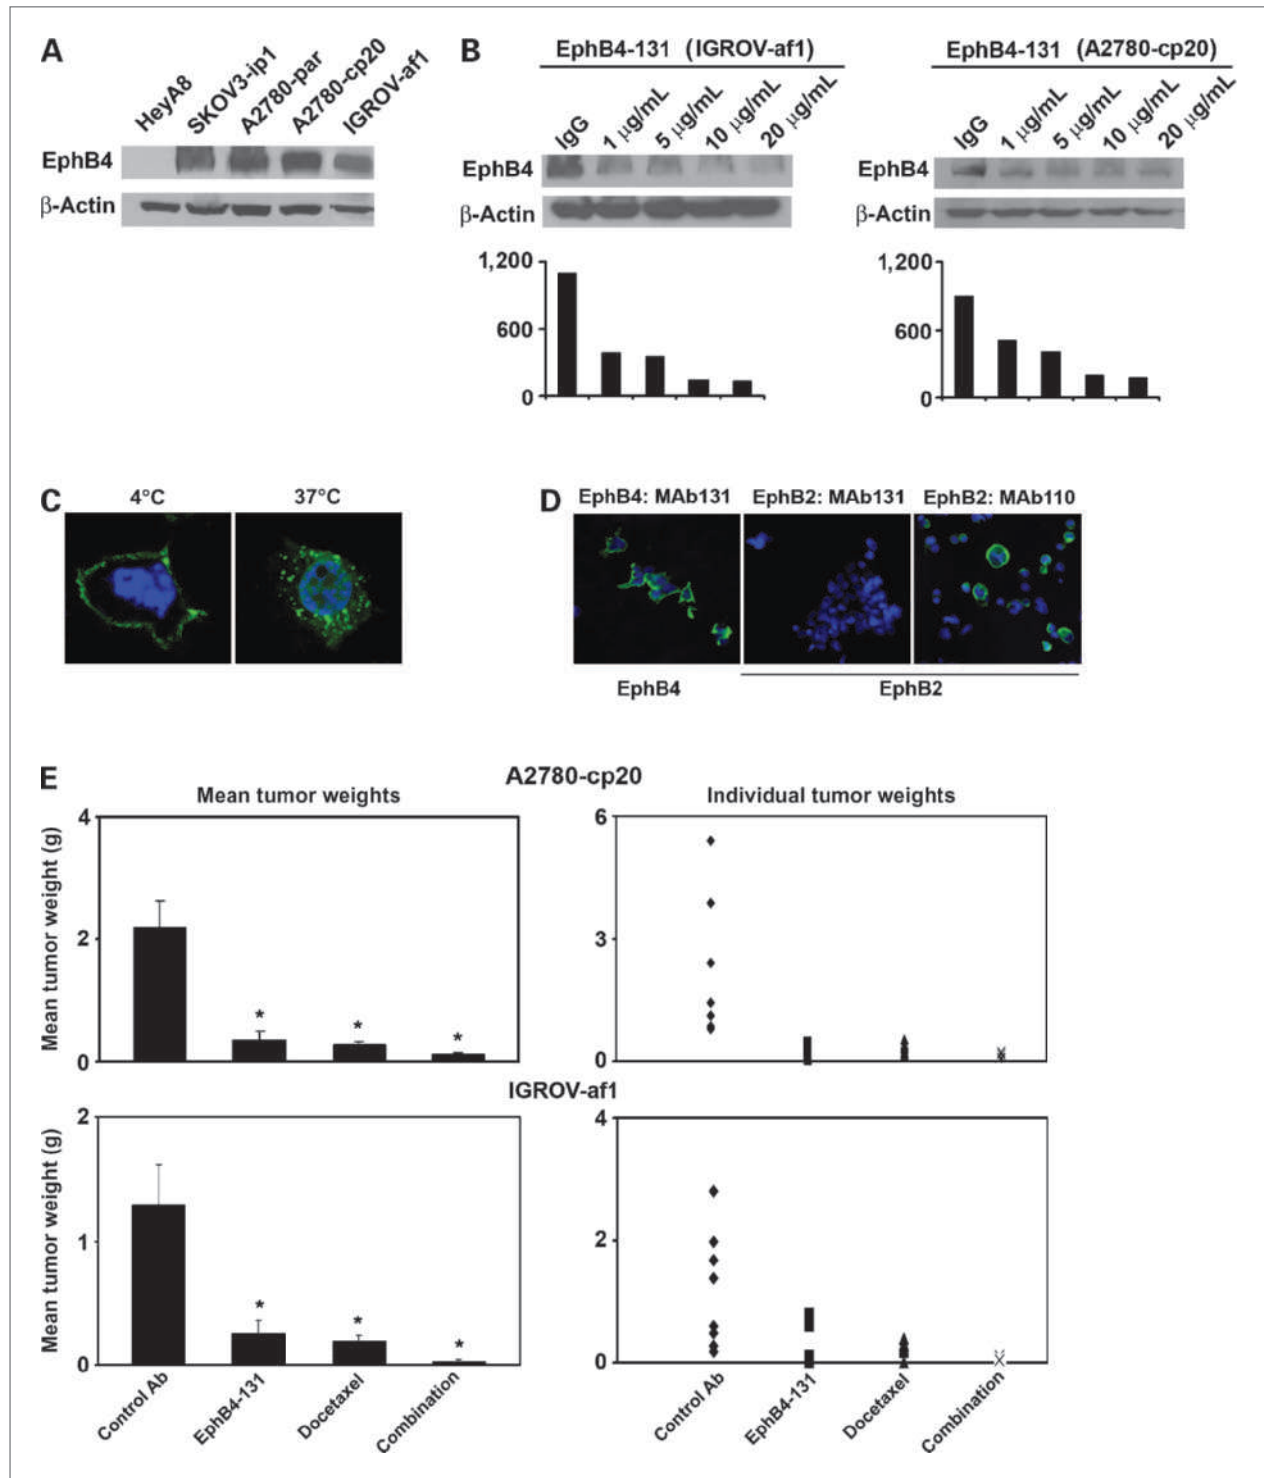 A
HeyA8
SKOV3-ip1
A2780-par
A2780-cp20
IGROV-af1
EphB4
β-Actin
B
EphB4-131 (IGROV-af1)
IgG
1 μg/mL
5 μg/mL
10 μg/mL
20 μg/mL
EphB4
β-Actin
1,200
600
0
EphB4-131 (A2780-cp20)
IgG
1 μg/mL
5 μg/mL
10 μg/mL
20 μg/mL
EphB4
β-Actin
1,200
600
0
C
4°C
37°C
D
EphB4: MAb131
EphB2: MAb131
EphB2: MAb110
EphB4
EphB2
E
A2780-cp20
Mean tumor weights
Mean tumor weight (g)
4
2
0
*
*
*
Individual tumor weights
6
3
0
IGROV-af1
Mean tumor weight (g)
2
1
0
*
*
*
Control Ab
EphB4-131
Docetaxel
Combination
4
2
0
Control Ab
EphB4-131
Docetaxel
Combination